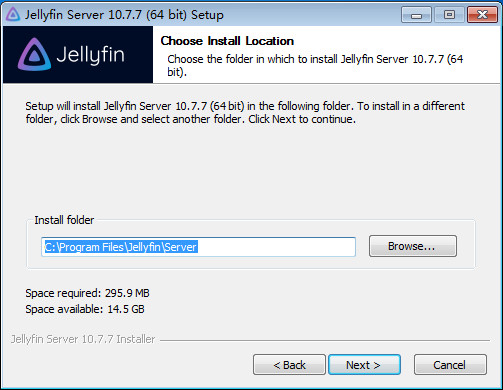 Jellyfin Server 10.7.7 (64 bit) Setup
Jellyfin
Choose Install Location
Choose the folder in which to install Jellyfin Server 10.7.7 (64
bit).
Setup will install Jellyfin Server 10.7.7 (64 bit) in the following folder. To install in a different
folder, click Browse and select another folder. Click Next to continue.
Install folder
C:\Program Files\Jellyfin\Server
Browse...
Space required: 295.9 MB
Space available: 14.5 GB
Jellyfin Server 10.7.7 Installer
< Back
Next >
Cancel